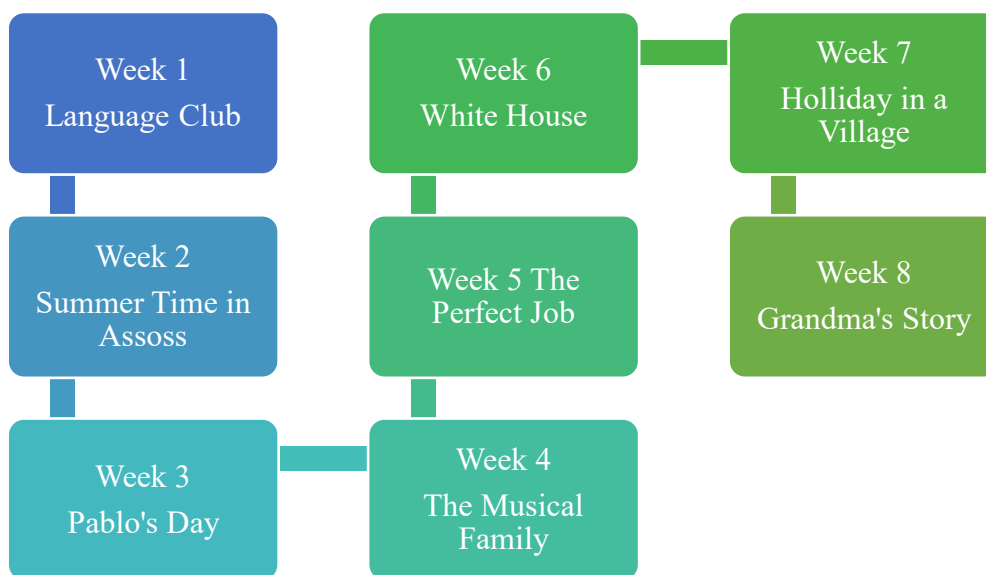 Week 1
Language Club
Week 2
Summer Time in
Assoss
Week 3
Pablo's Day
Week 4
The Musical
Family
Week 5 The
Perfect Job
Week 6
White House
Week 7
Holliday in a
Village
Week 8
Grandma's Story